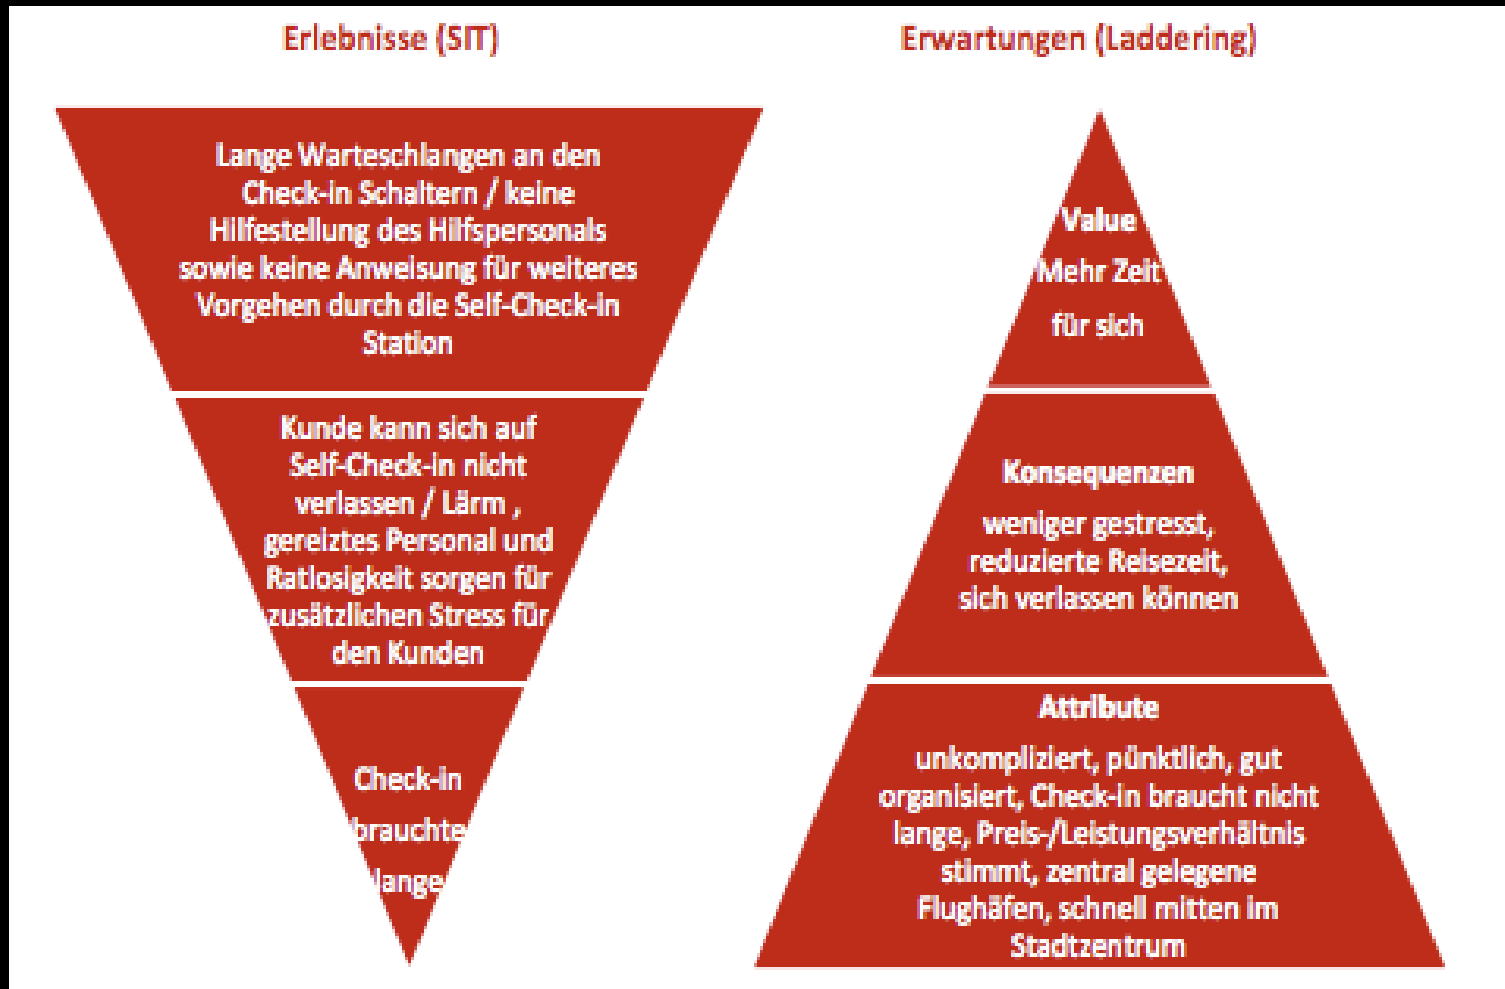 Erlebnisse (SIT)
Lange Warteschlangen an den
Check-in Schaltern / keine
Hilfestellung des Hilfspersonals
sowie keine Anweisung für weiteres
Vorgehen durch die Self-Check-in
Station
Kunde kann sich auf
Self-Check-in nicht
verlassen / Lärm ,
gereiztes Personal und
Ratlosigkeit sorgen für
zusätzlichen Stress für
den Kunden
Check-in
brauchte
lange
Erwartungen (Laddering)
Value
Mehr Zeit
für sich
Konsequenzen
weniger gestresst,
reduzierte Reisezeit,
sich verlassen können
Attribute
unkompliziert, pünktlich, gut
organisiert, Check-in braucht nicht
lange, Preis-/Leistungsverhältnis
stimmt, zentral gelegene
Flughäfen, schnell mitten im
Stadtzentrum